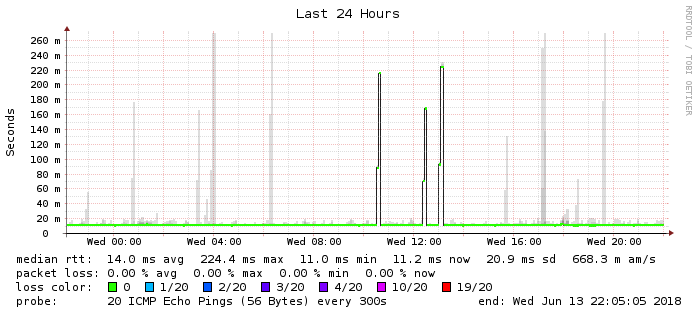 Last 24 Hours
RRDTOOL / TOBI OETIKER
Seconds
260 m
240 m
220 m
200 m
180 m
160 m
140 m
120 m
100 m
80 m
60 m
40 m
20 m
0
Wed 00:00 Wed 04:00 Wed 08:00 Wed 12:00 Wed 16:00 Wed 20:00
median rtt: 14.0 ms avg 224.4 ms max 11.0 ms min 11.2 ms now 20.9 ms sd 668.3 m am/s
packet loss: 0.00 % avg 0.00 % max 0.00 % min 0.00 % now
loss color: 0 1/20 2/20 3/20 4/20 10/20 19/20
probe: 20 ICMP Echo Pings (56 Bytes) every 300s end: Wed Jun 13 22:05:05 2018